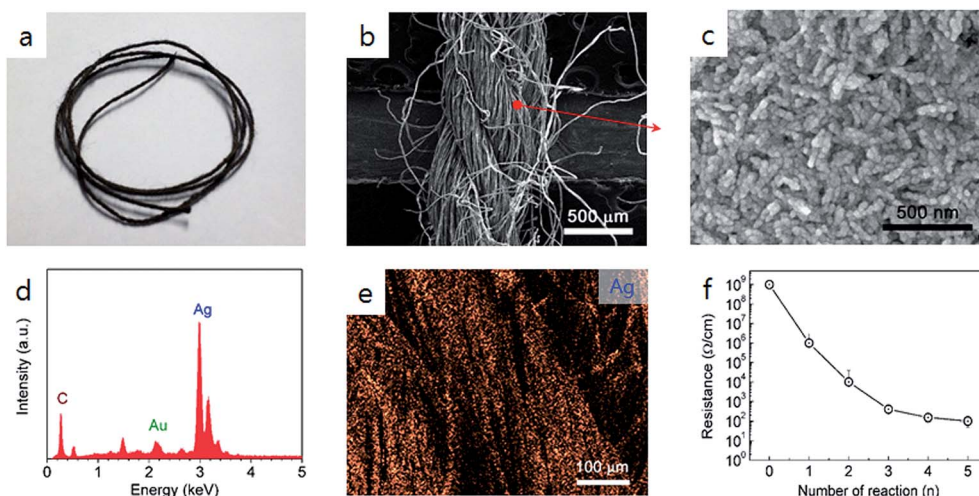 a
b
500 µm
c
500 nm
d
Intensity (a.u.)
C
Au
Ag
0
1
2
3
4
5
Energy (keV)
e
Ag
100 µm
f
Resistance (Ω/cm)
10⁹
10⁸
10⁷
10⁶
10⁵
10⁴
10³
10²
10¹
10⁰
0
1
2
3
4
5
Number of reaction (n)